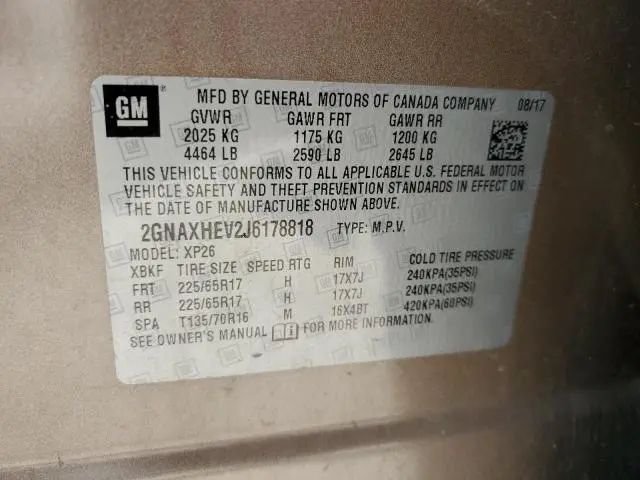 GM
MFD BY GENERAL MOTORS OF CANADA COMPANY 08/17
GVWR GAWR FRT GAWR RR
2025 KG 1175 KG 1200 KG
4464 LB 2590 LB 2645 LB
THIS VEHICLE CONFORMS TO ALL APPLICABLE U.S. FEDERAL MOTOR
VEHICLE SAFETY AND THEFT PREVENTION STANDARDS IN EFFECT ON
THE DATE OF MANUFACTURE SHOWN ABOVE.
2GNAXHEV2J6178818 TYPE: M.P.V.
MODEL: XP26
XBKF TIRE SIZE SPEED RTG RIM COLD TIRE PRESSURE
FRT 225/65R17 H 17X7J 240KPA(35PSI)
RR 225/65R17 H 17X7J 240KPA(35PSI)
SPA T135/70R16 M 16X4BT 420KPA(60PSI)
SEE OWNER'S MANUAL FOR MORE INFORMATION.